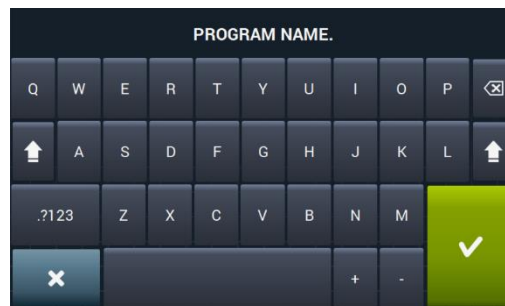 PROGRAM NAME.
Q W E R T Y U I O P
A S D F G H J K L
.?123 Z X C V B N M
+ -